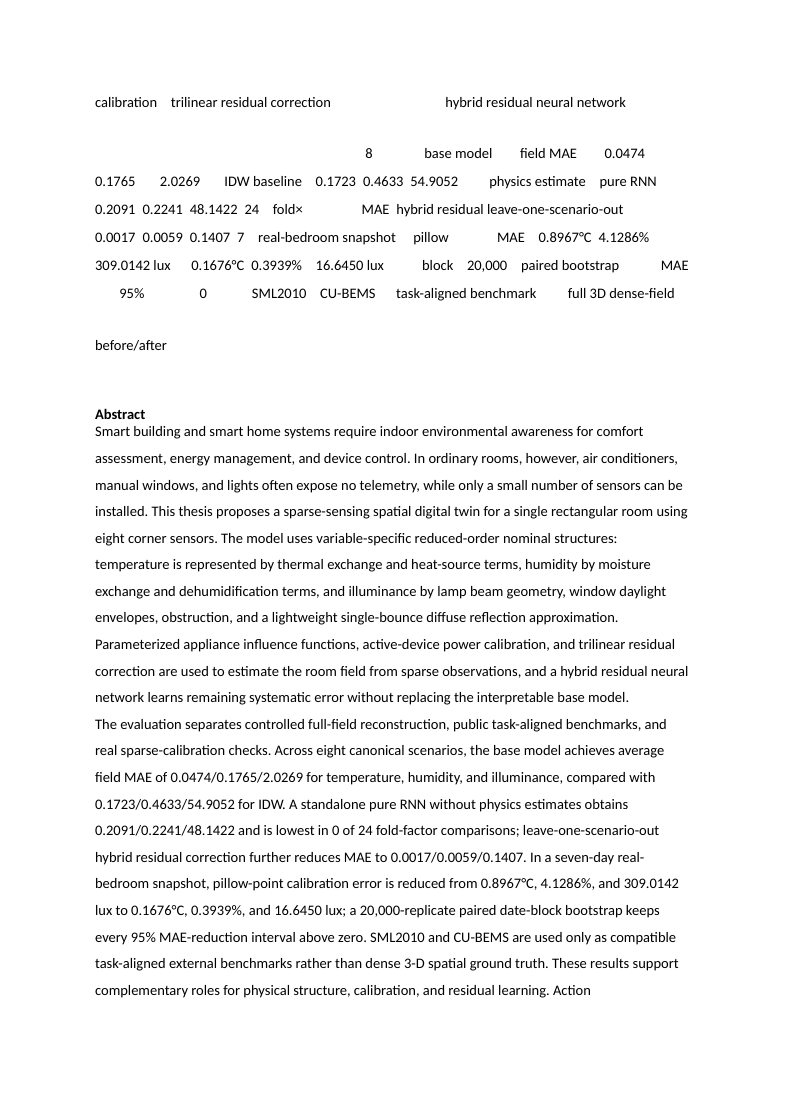 calibration trilinear residual correction hybrid residual neural network
8 base model field MAE 0.0474
0.1765 2.0269 IDW baseline 0.1723 0.4633 54.9052 physics estimate pure RNN
0.2091 0.2241 48.1422 24 fold× MAE hybrid residual leave-one-scenario-out
0.0017 0.0059 0.1407 7 real-bedroom snapshot pillow MAE 0.8967°C 4.1286%
309.0142 lux 0.1676°C 0.3939% 16.6450 lux block 20,000 paired bootstrap MAE
95% 0 SML2010 CU-BEMS task-aligned benchmark full 3D dense-field
before/after
Abstract
Smart building and smart home systems require indoor environmental awareness for comfort
assessment, energy management, and device control. In ordinary rooms, however, air conditioners,
manual windows, and lights often expose no telemetry, while only a small number of sensors can be
installed. This thesis proposes a sparse-sensing spatial digital twin for a single rectangular room using
eight corner sensors. The model uses variable-specific reduced-order nominal structures:
temperature is represented by thermal exchange and heat-source terms, humidity by moisture
exchange and dehumidification terms, and illuminance by lamp beam geometry, window daylight
envelopes, obstruction, and a lightweight single-bounce diffuse reflection approximation.
Parameterized appliance influence functions, active-device power calibration, and trilinear residual
correction are used to estimate the room field from sparse observations, and a hybrid residual neural
network learns remaining systematic error without replacing the interpretable base model.
The evaluation separates controlled full-field reconstruction, public task-aligned benchmarks, and
real sparse-calibration checks. Across eight canonical scenarios, the base model achieves average
field MAE of 0.0474/0.1765/2.0269 for temperature, humidity, and illuminance, compared with
0.1723/0.4633/54.9052 for IDW. A standalone pure RNN without physics estimates obtains
0.2091/0.2241/48.1422 and is lowest in 0 of 24 fold-factor comparisons; leave-one-scenario-out
hybrid residual correction further reduces MAE to 0.0017/0.0059/0.1407. In a seven-day real-
bedroom snapshot, pillow-point calibration error is reduced from 0.8967°C, 4.1286%, and 309.0142
lux to 0.1676°C, 0.3939%, and 16.6450 lux; a 20,000-replicate paired date-block bootstrap keeps
every 95% MAE-reduction interval above zero. SML2010 and CU-BEMS are used only as compatible
task-aligned external benchmarks rather than dense 3-D spatial ground truth. These results support
complementary roles for physical structure, calibration, and residual learning. Action